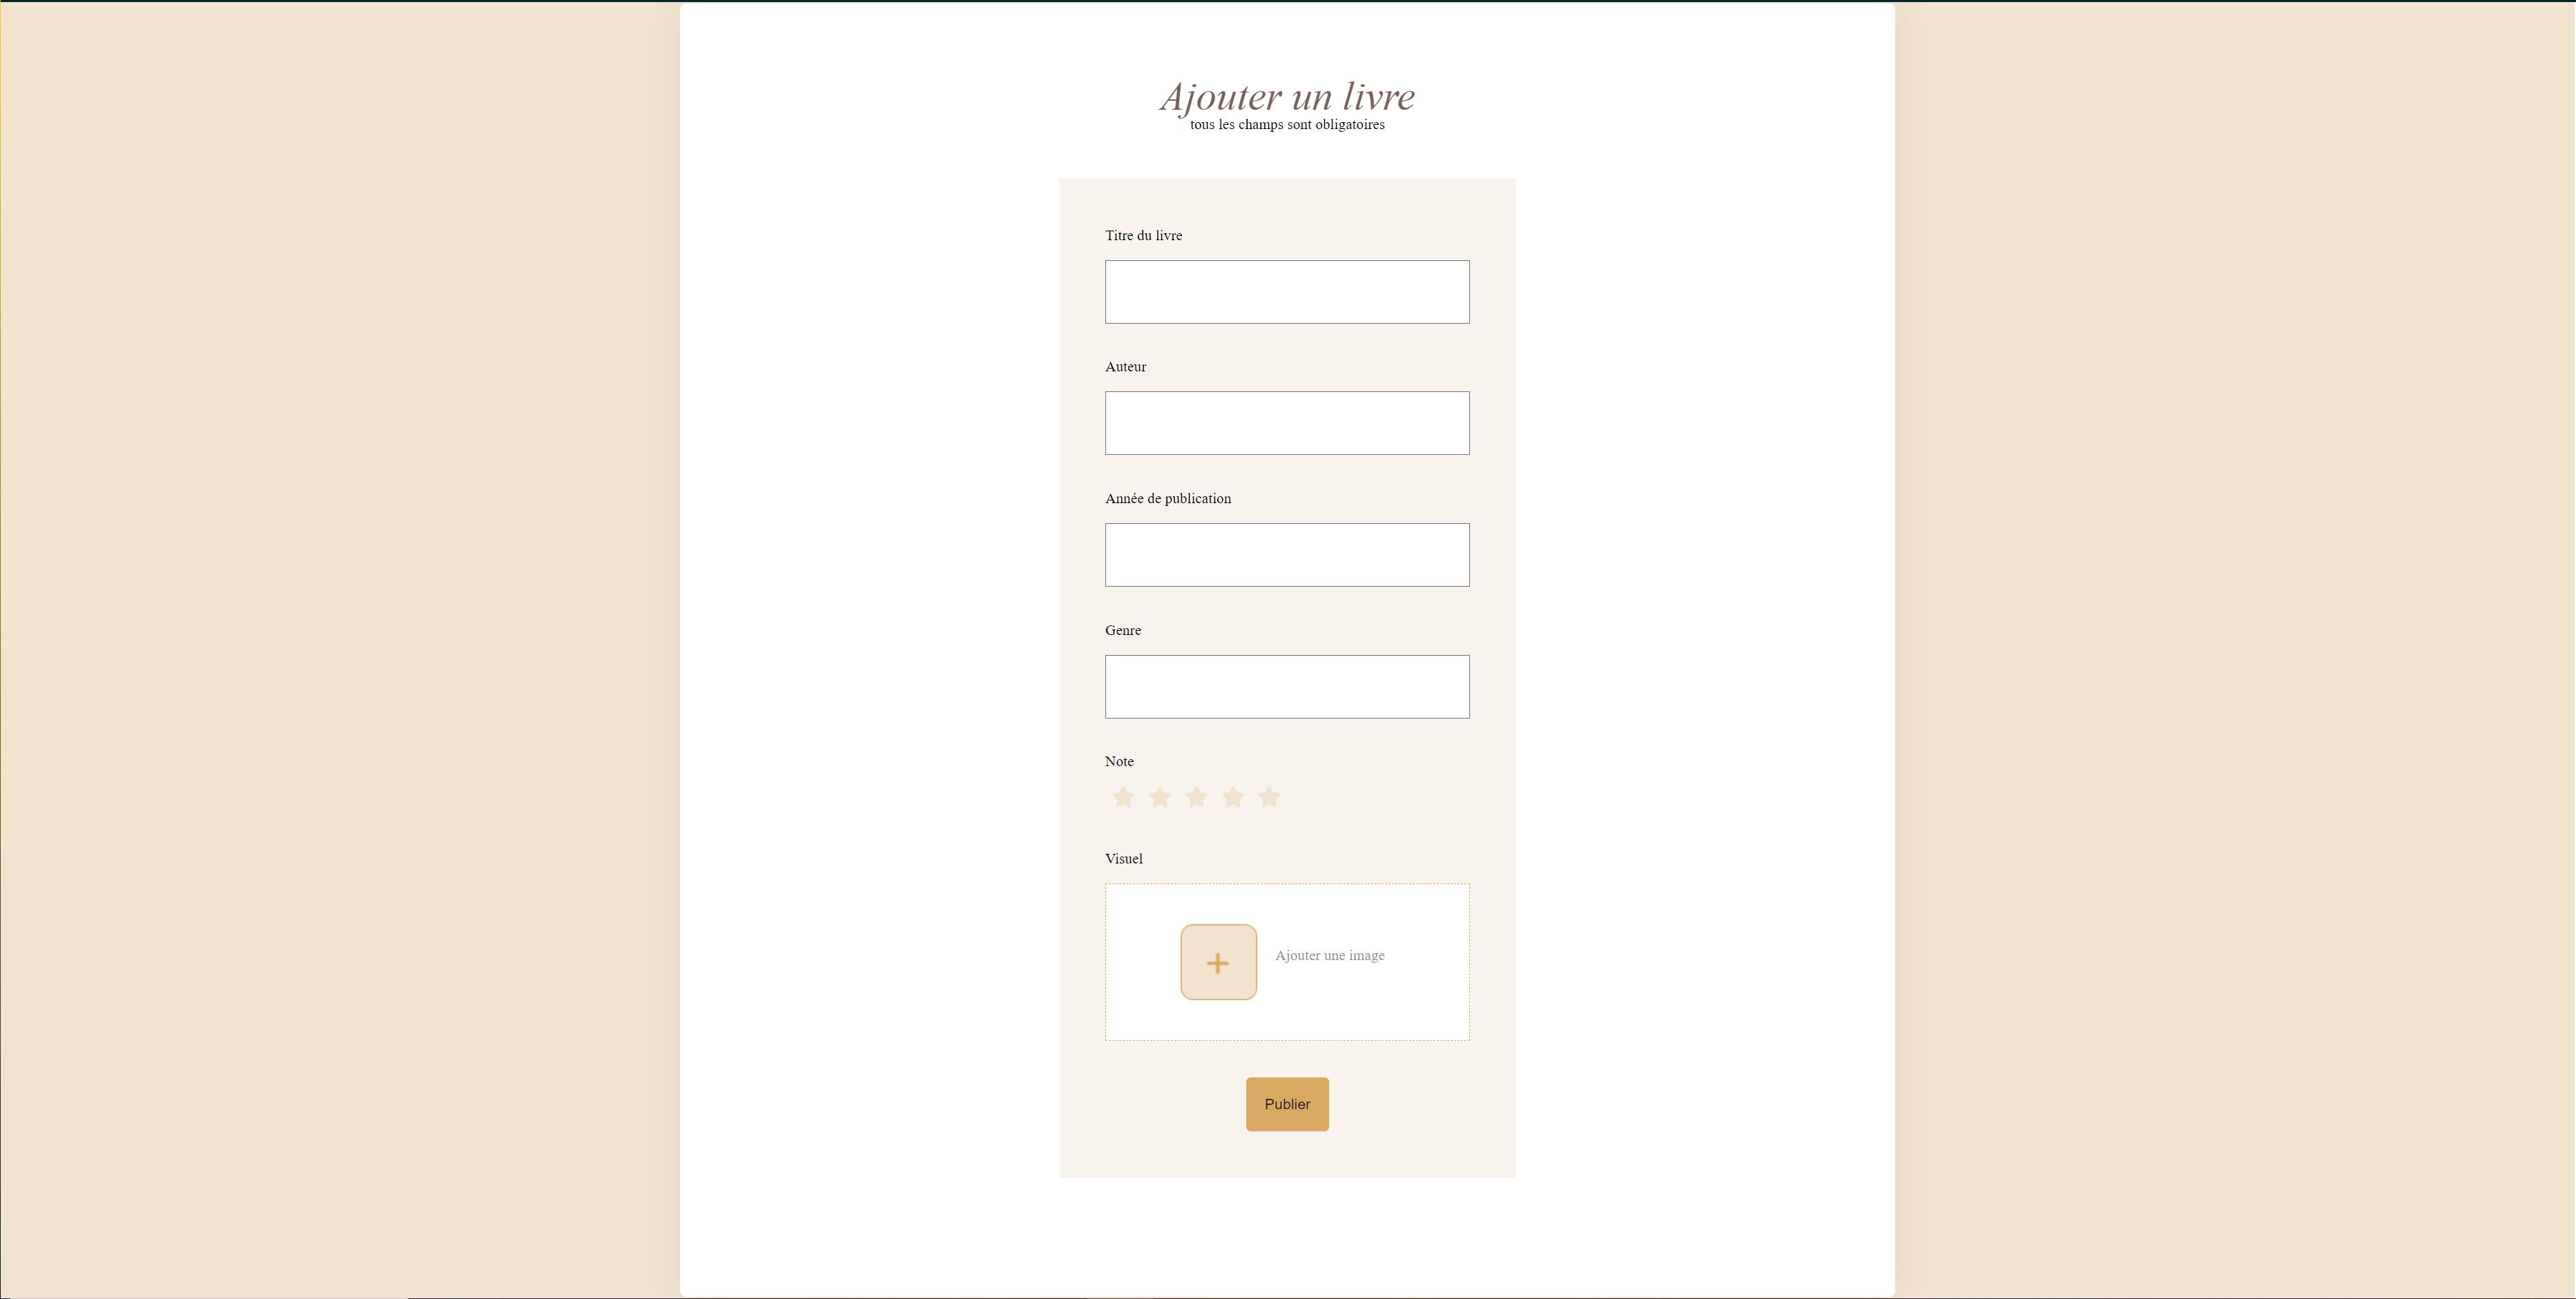 Ajouter un livre
tous les champs sont obligatoires
Titre du livre
Auteur
Année de publication
Genre
Note
Visuel
Ajouter une image
Publier